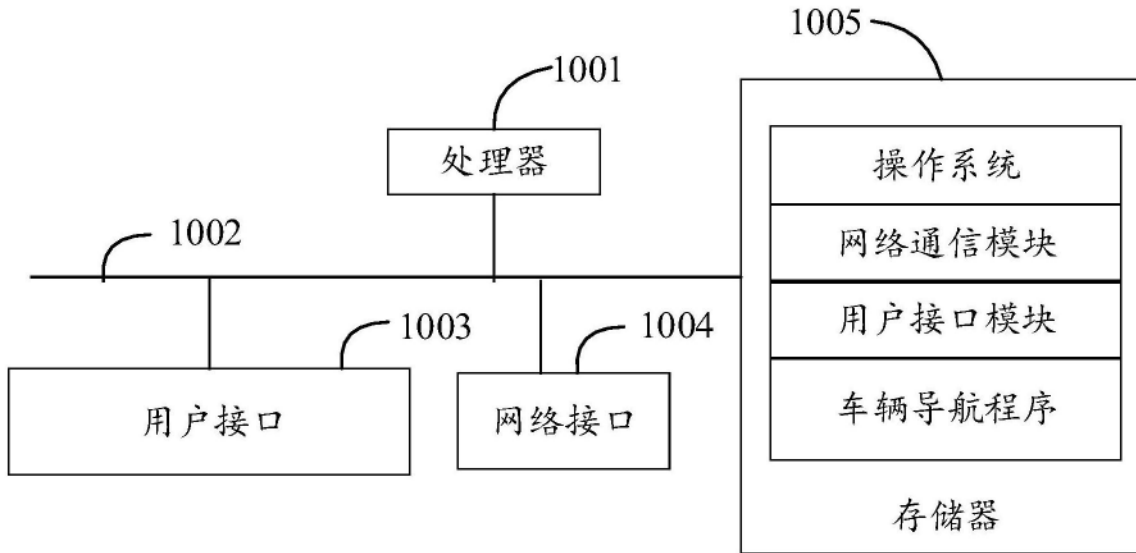 1005
1001
处理器
操作系统
1002
网络通信模块
1003
1004
用户接口模块
用户接口
网络接口
车辆导航程序
存储器